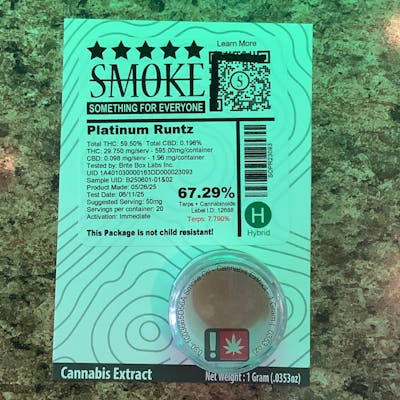 Learn More
SMOKE
SOMETHING FOR EVERYONE
Platinum Runtz
Total THC: 59.50% Total CBD: 0.196%
THC: 29.750 mg/serv - 595.00mg/container
CBD: 0.098 mg/serv - 1.96 mg/container
Tested by: Brite Box Labs Inc.
UID 1A401030000163DD000023093
Sample UID: B250601-01&02
Product Made: 05/26/25
Test Date: 06/11/25
Suggested Serving: 50mg
Servings per container: 20
Activation: Immediate
67.29%
Terps + Cannabinoids
Label I.D: 12688
Terps: 7.790%
H
Hybrid
This Package is not child resistant!
Cannabis Extract
Net Weight: 1 Gram (.0353oz)